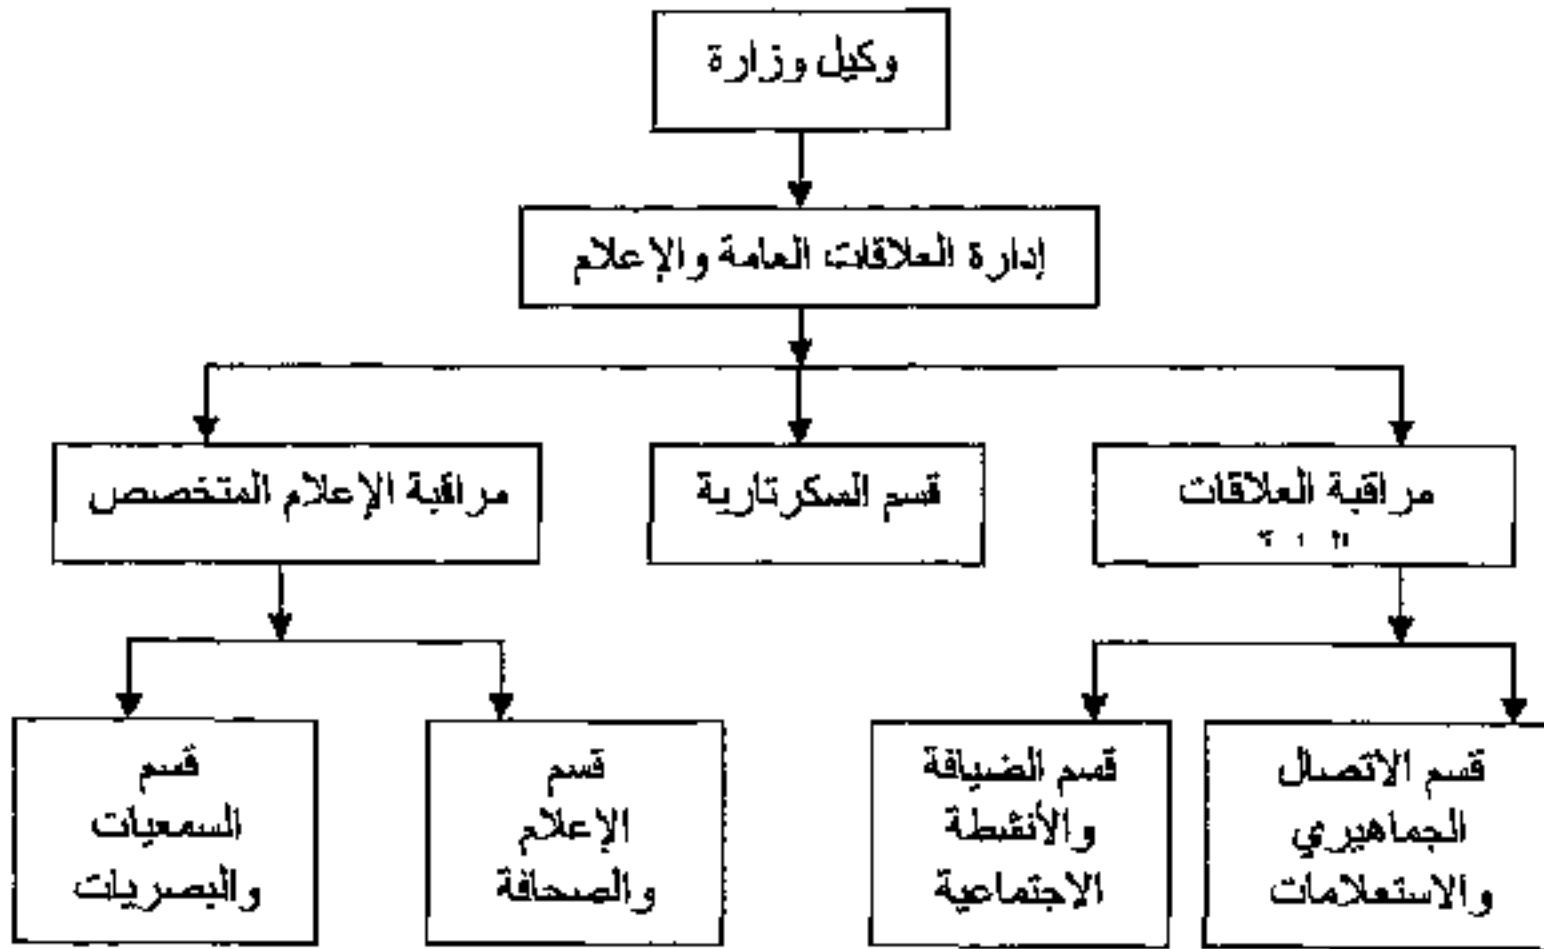 وكيل وزارة
إدارة العلاقات العامة والإعلام
مراقبة العلاقات
قسم السكرتارية
مراقبة الإعلام المتخصص
قسم الاتصال
الجماهيري
والاستعلامات
قسم الضيافة
والأنشطة
الاجتماعية
قسم
الإعلام
والصحافة
قسم
السمعيات
والبصريات